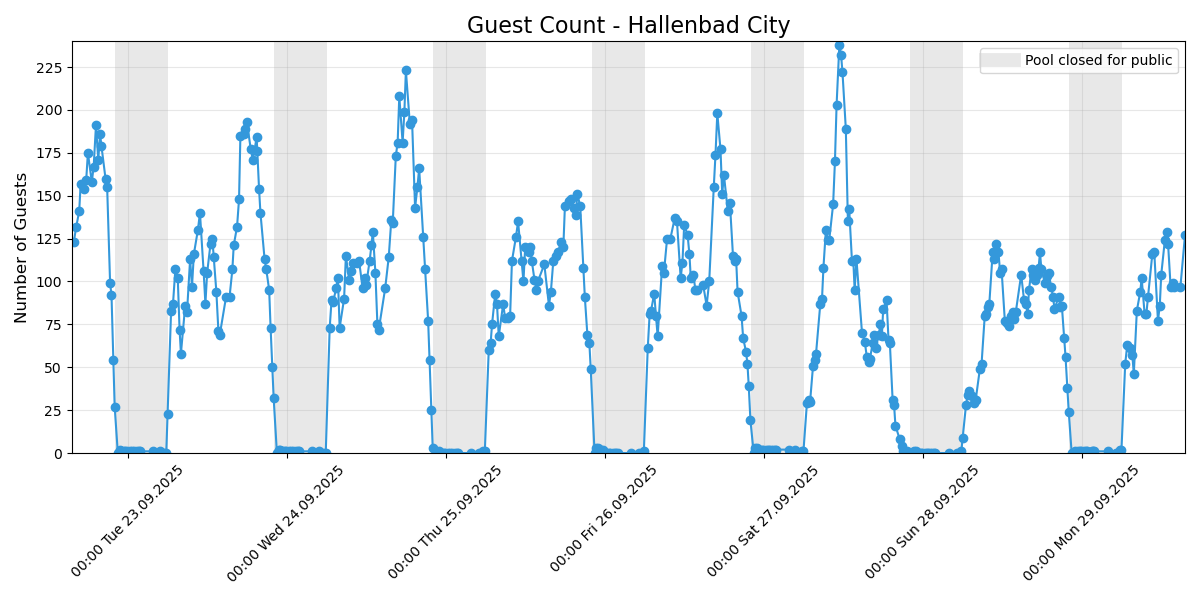 Guest Count - Hallenbad City
Pool closed for public
Number of Guests
225
200
175
150
125
100
75
50
25
0
00:00 Tue 23.09.2025
00:00 Wed 24.09.2025
00:00 Thu 25.09.2025
00:00 Fri 26.09.2025
00:00 Sat 27.09.2025
00:00 Sun 28.09.2025
00:00 Mon 29.09.2025